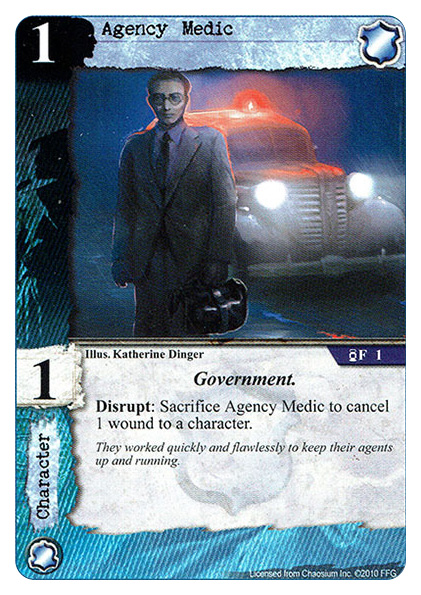 1
Agency Medic
Illus. Katherine Dinger
F 1
1
Government.
Disrupt: Sacrifice Agency Medic to cancel
1 wound to a character.
They worked quickly and flawlessly to keep their agents
up and running.
Character
Licensed from Chaosium Inc. ©2010 FFG